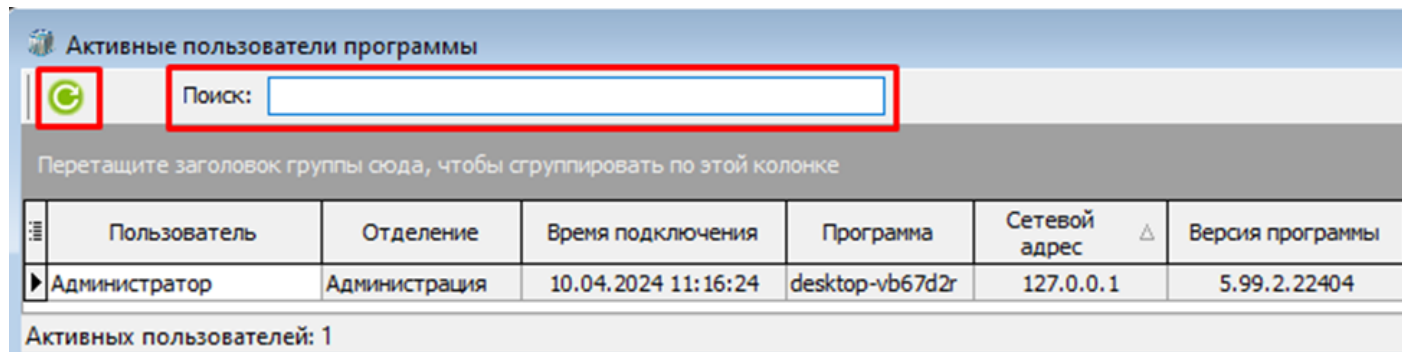 Активные пользователи программы
Поиск:
Перетащите заголовок группы сюда, чтобы сгруппировать по этой колонке
Пользователь Отделение Время подключения Программа Сетевой адрес Версия программы
Администратор Администрация 10.04.2024 11:16:24 desktop-vb67d2r 127.0.0.1 5.99.2.22404
Активных пользователей: 1